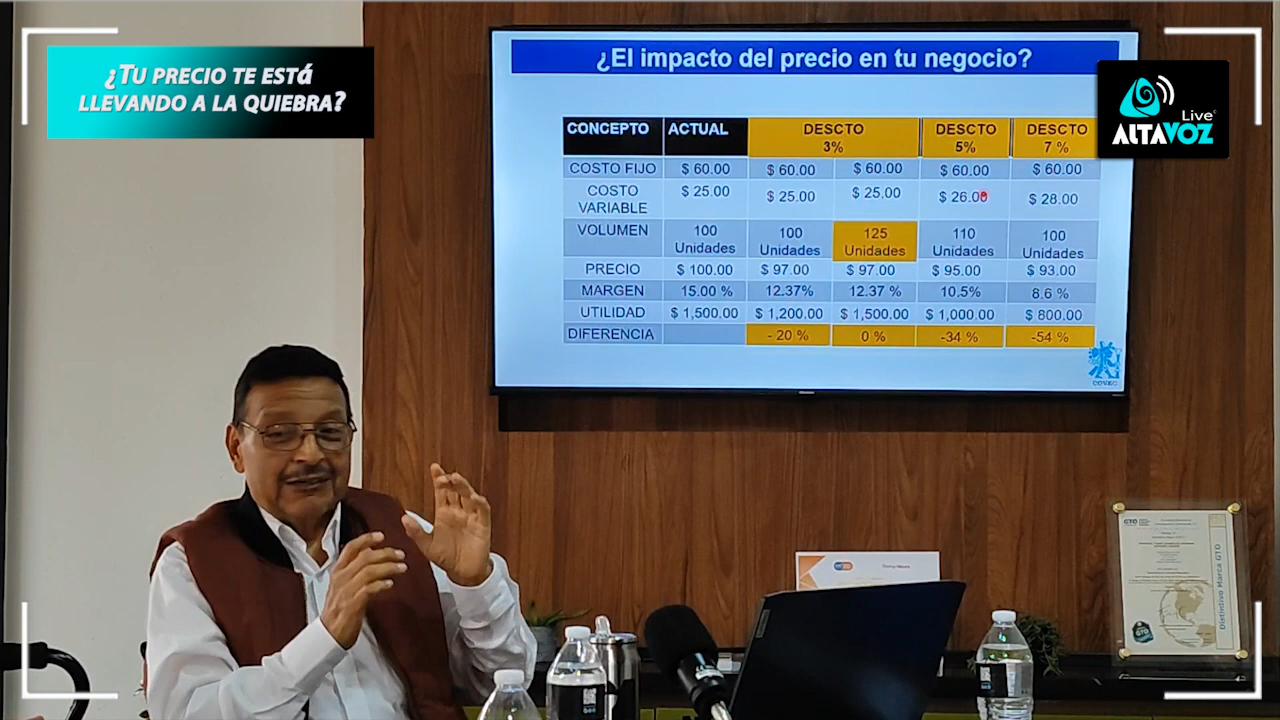 ¿Tu precio te está
llevando a la quiebra?
¿El impacto del precio en tu negocio?
Live
ALTAVOZ
CONCEPTO ACTUAL DESCTO 3% DESCTO 5% DESCTO 7 %
COSTO FIJO $ 60.00 $ 60.00 $ 60.00 $ 60.00 $ 60.00
COSTO VARIABLE $ 25.00 $ 25.00 $ 25,00 $ 26.00 $ 28.00
VOLUMEN 100 Unidades 100 Unidades 125 Unidades 110 Unidades 100 Unidades
PRECIO $ 100.00 $ 97.00 $ 97.00 $ 95.00 $ 93.00
MARGEN 15.00 % 12.37% 12.37 % 10.5% 8.6 %
UTILIDAD $ 1,500.00 $ 1,200.00 $ 1,500.00 $ 1,000.00 $ 800.00
DIFERENCIA - 20 % 0 % -34 % -54 %
GTO
Distintivo Marca GTO